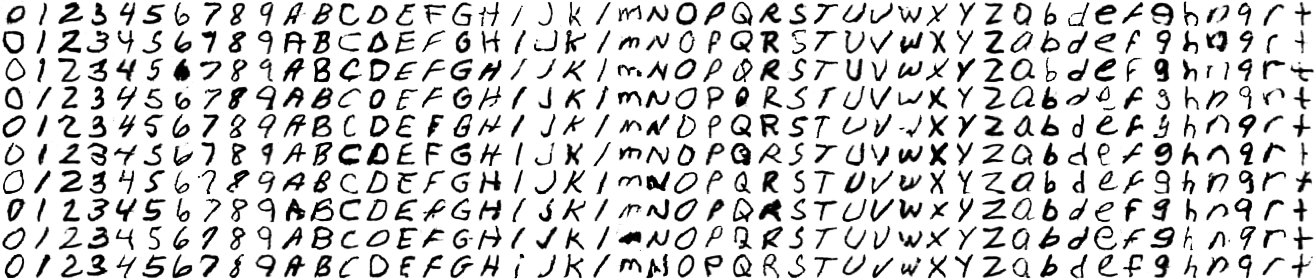 0 1 2 3 4 5 6 7 8 9 A B C D E F G H I J K l m N O P Q R S T U V W X Y Z a b d e f g h n q r t
0 1 2 3 4 5 6 7 8 9 A B C D E F G H I J K l m N O P Q R S T U V W X Y Z a b d e f g h n q r t
0 1 2 3 4 5 6 7 8 9 A B C D E F G H I J K l m N O P Q R S T U V W X Y Z a b d e f g h n q r t
0 1 2 3 4 5 6 7 8 9 A B C D E F G H I J K l m N O P Q R S T U V W X Y Z a b d e f g h n q r t
0 1 2 3 4 5 6 7 8 9 A B C D E F G H I J K l m N O P Q R S T U V W X Y Z a b d e f g h n q r t
0 1 2 3 4 5 6 7 8 9 A B C D E F G H I J K l m N O P Q R S T U V W X Y Z a b d e f g h n q r t
0 1 2 3 4 5 6 7 8 9 A B C D E F G H I J K l m N O P Q R S T U V W X Y Z a b d e f g h n q r t
0 1 2 3 4 5 6 7 8 9 A B C D E F G H I J K l m N O P Q R S T U V W X Y Z a b d e f g h n q r t
0 1 2 3 4 5 6 7 8 9 A B C D E F G H I J K l m N O P Q R S T U V W X Y Z a b d e f g h n q r t
0 1 2 3 4 5 6 7 8 9 A B C D E F G H i J K l m N O P Q R S T U V W X Y Z a b d e f g h n q r t